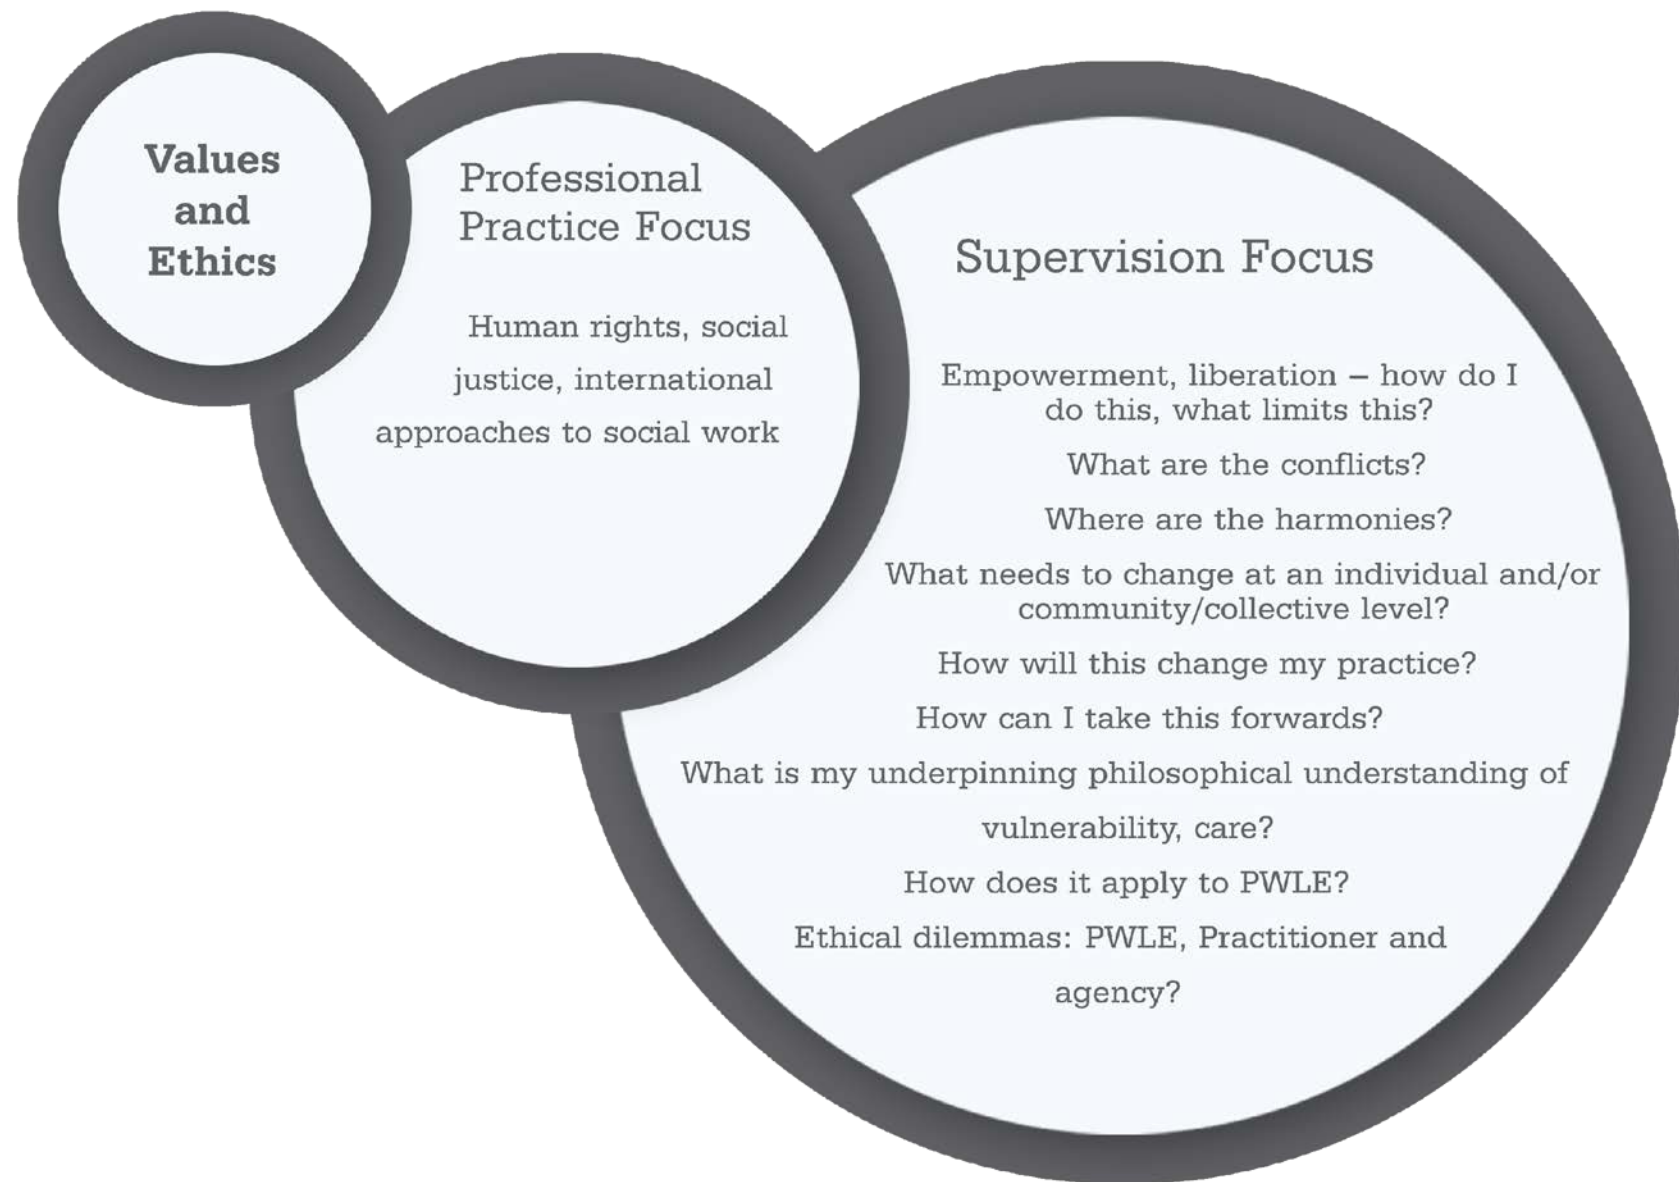 Values
and
Ethics
Professional
Practice Focus
Human rights, social
justice, international
approaches to social work
Supervision Focus
Empowerment, liberation – how do I
do this, what limits this?
What are the conflicts?
Where are the harmonies?
What needs to change at an individual and/or
community/collective level?
How will this change my practice?
How can I take this forwards?
What is my underpinning philosophical understanding of
vulnerability, care?
How does it apply to PWLE?
Ethical dilemmas: PWLE, Practitioner and
agency?